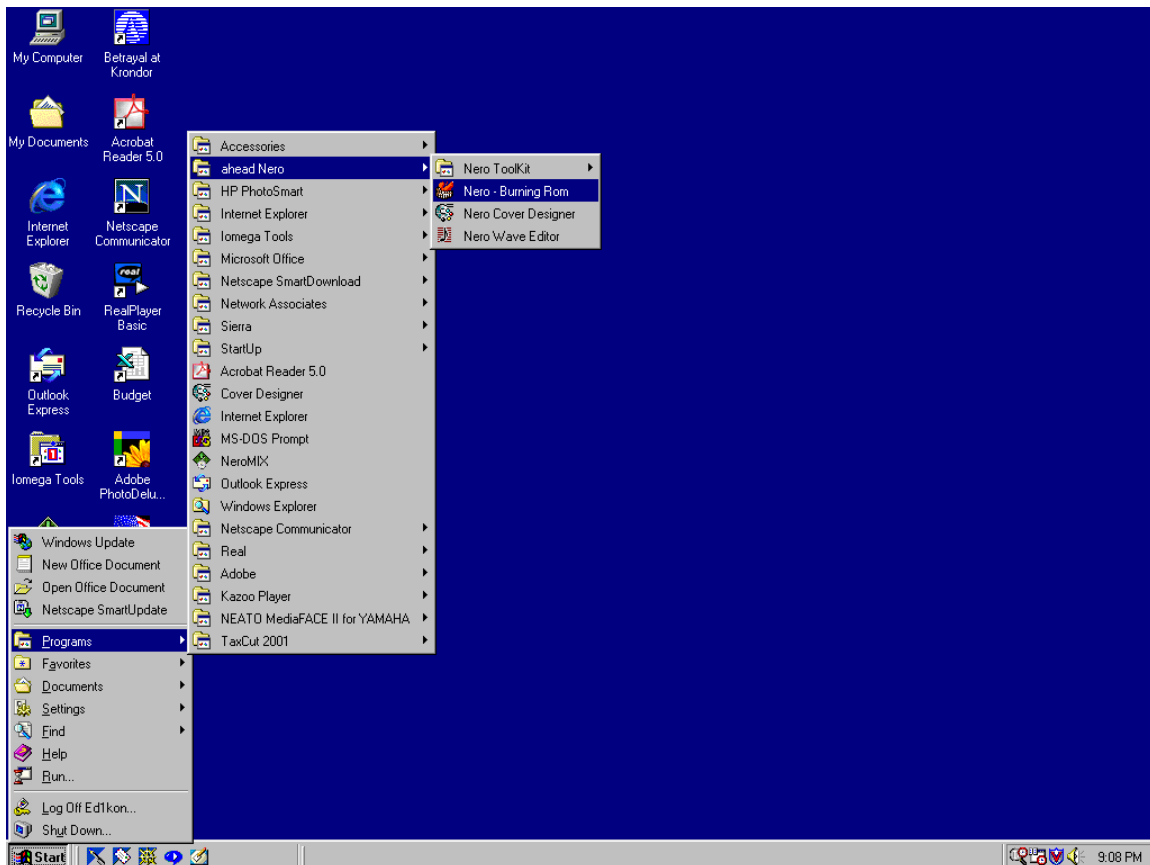 My Computer
Betrayal at
Krondor
My Documents
Acrobat
Reader 5.0
Internet
Explorer
Netscape
Communicator
Recycle Bin
real
RealPlayer
Basic
Outlook
Express
Budget
Iomega Tools
Adobe
PhotoDelu...
Windows Update
New Office Document
Open Office Document
Netscape SmartUpdate
Programs
Favorites
Documents
Settings
Find
Help
Run...
Log Off Ed1kon...
Shut Down...
Accessories
ahead Nero
HP PhotoSmart
Internet Explorer
Iomega Tools
Microsoft Office
Netscape SmartDownload
Network Associates
Sierra
StartUp
Acrobat Reader 5.0
Cover Designer
Internet Explorer
MS-DOS Prompt
NeroMIX
Outlook Express
Windows Explorer
Netscape Communicator
Real
Adobe
Kazoo Player
NEATO MediaFACE II for YAMAHA
TaxCut 2001
Nero ToolKit
Nero - Burning Rom
Nero Cover Designer
Nero Wave Editor
Start
9:08 PM